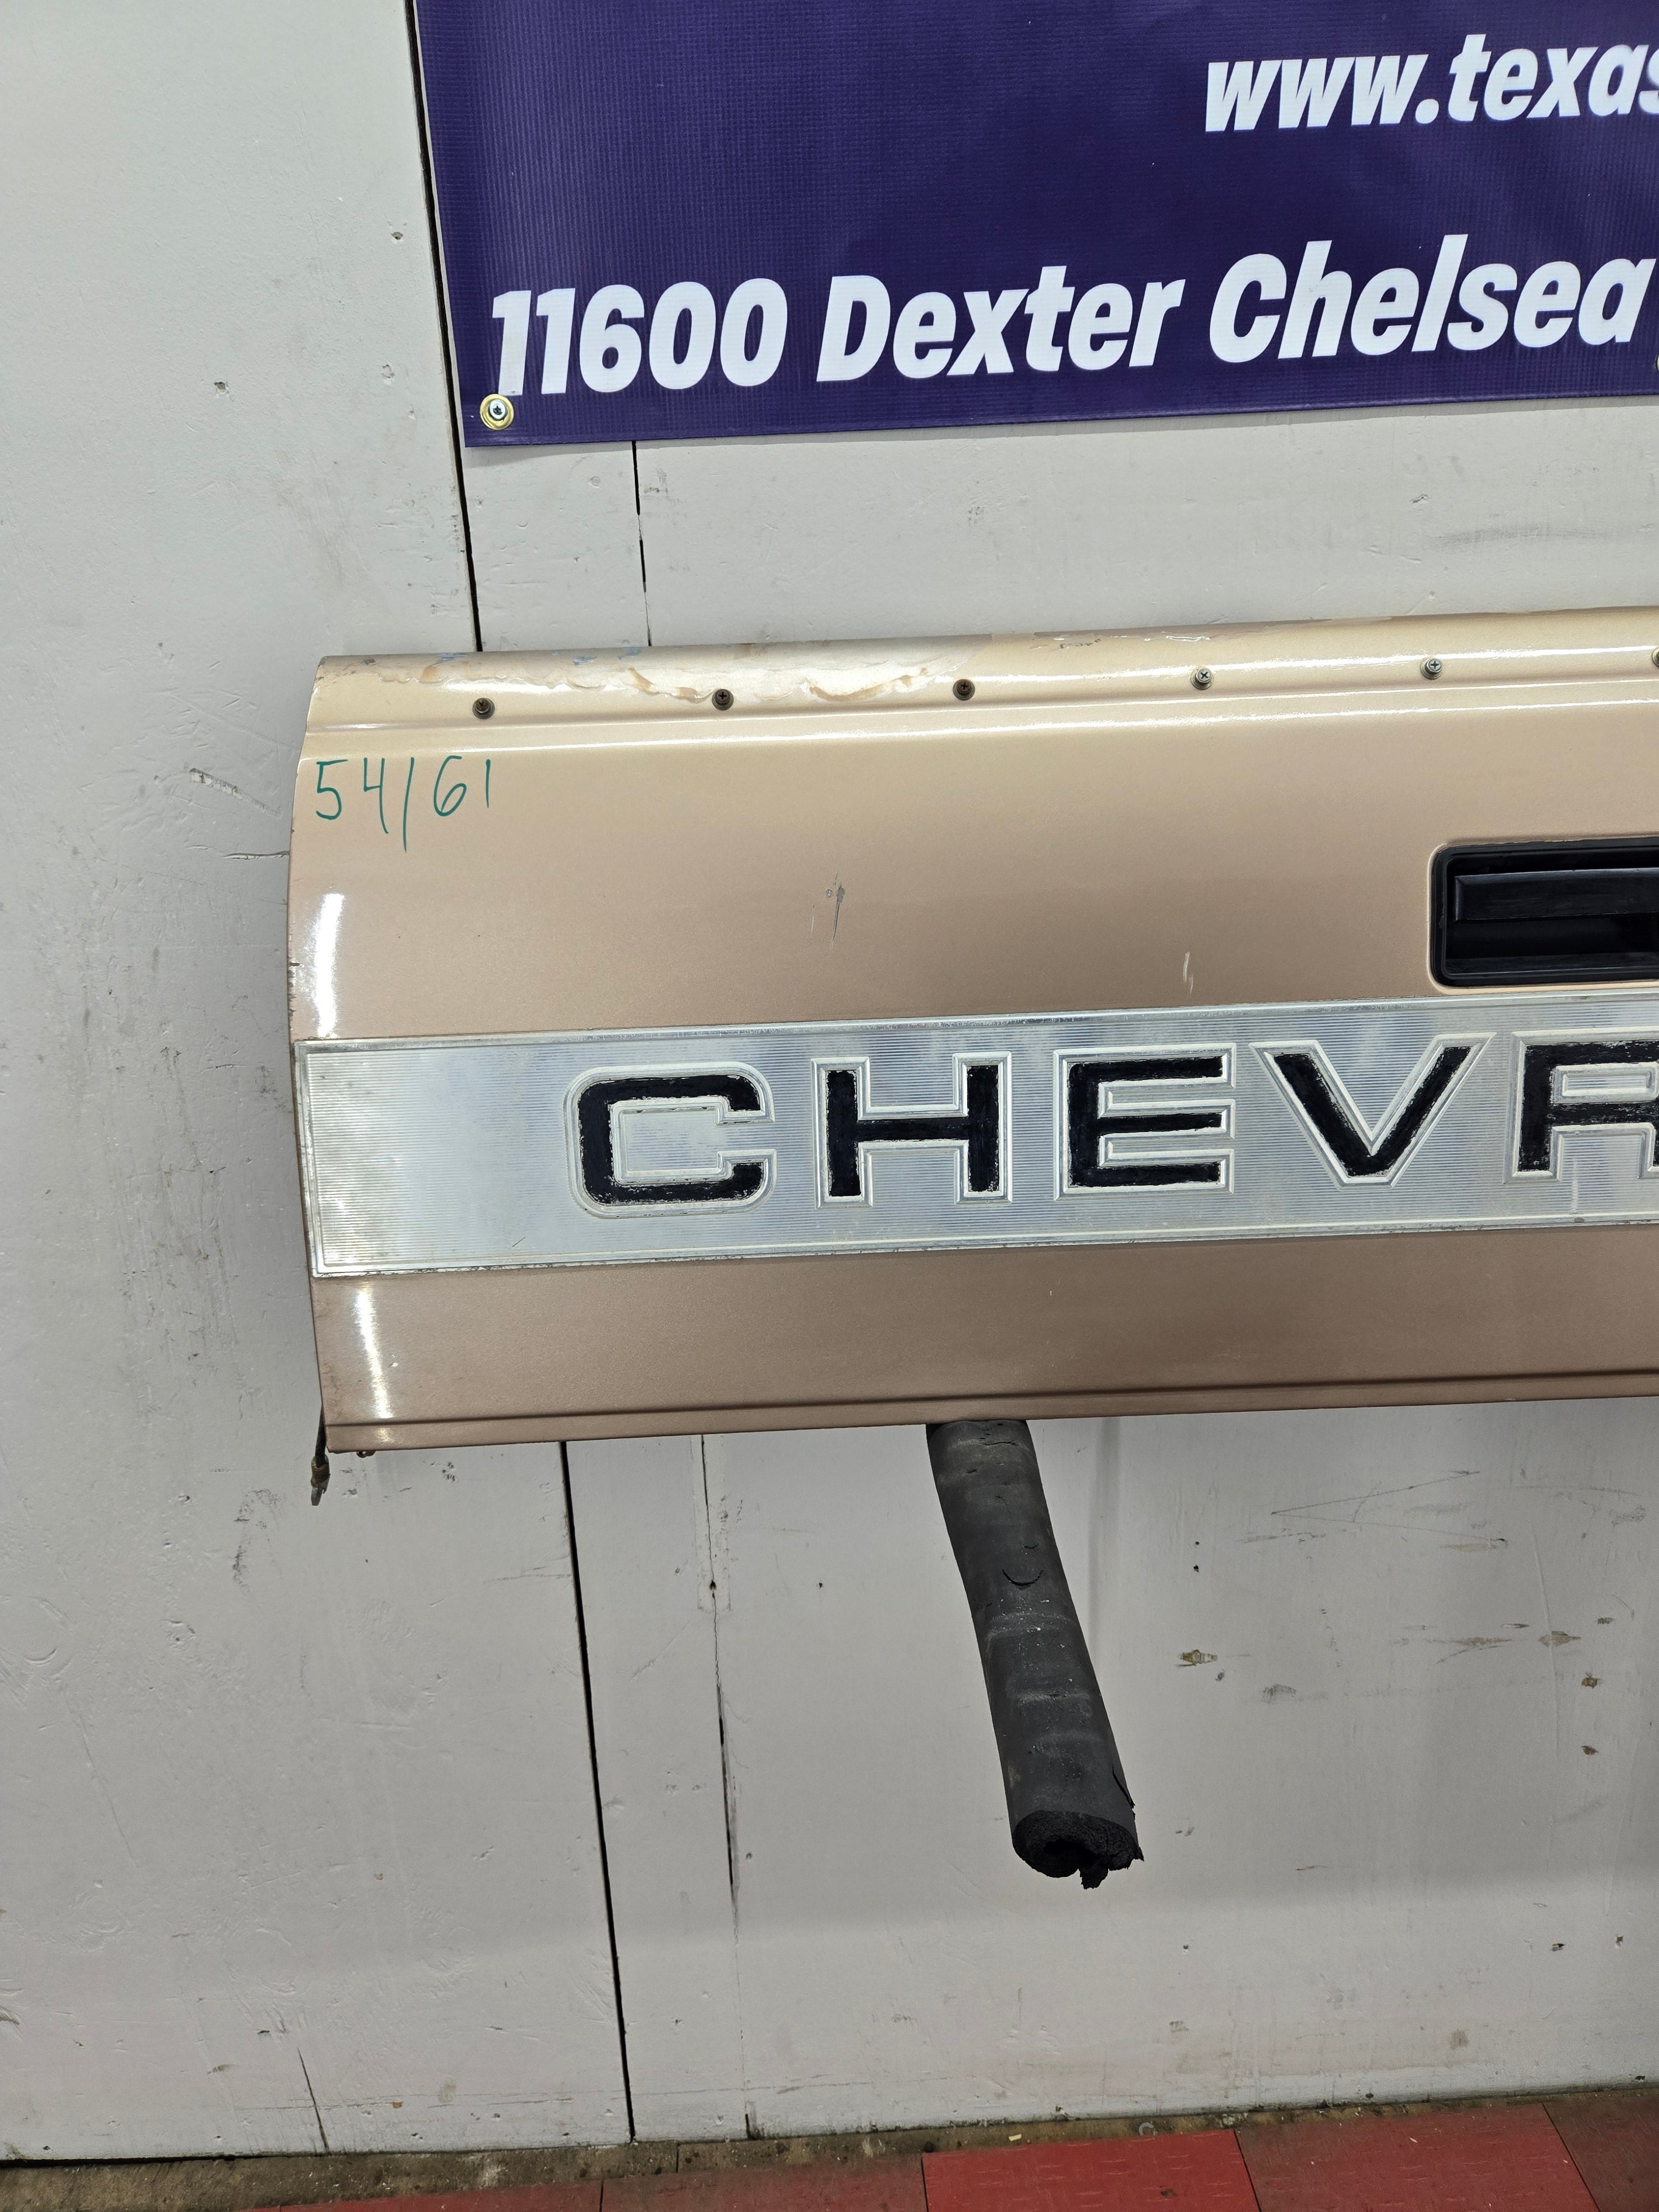 www.texas
11600 Dexter Chelsea
54/61
CHEVR